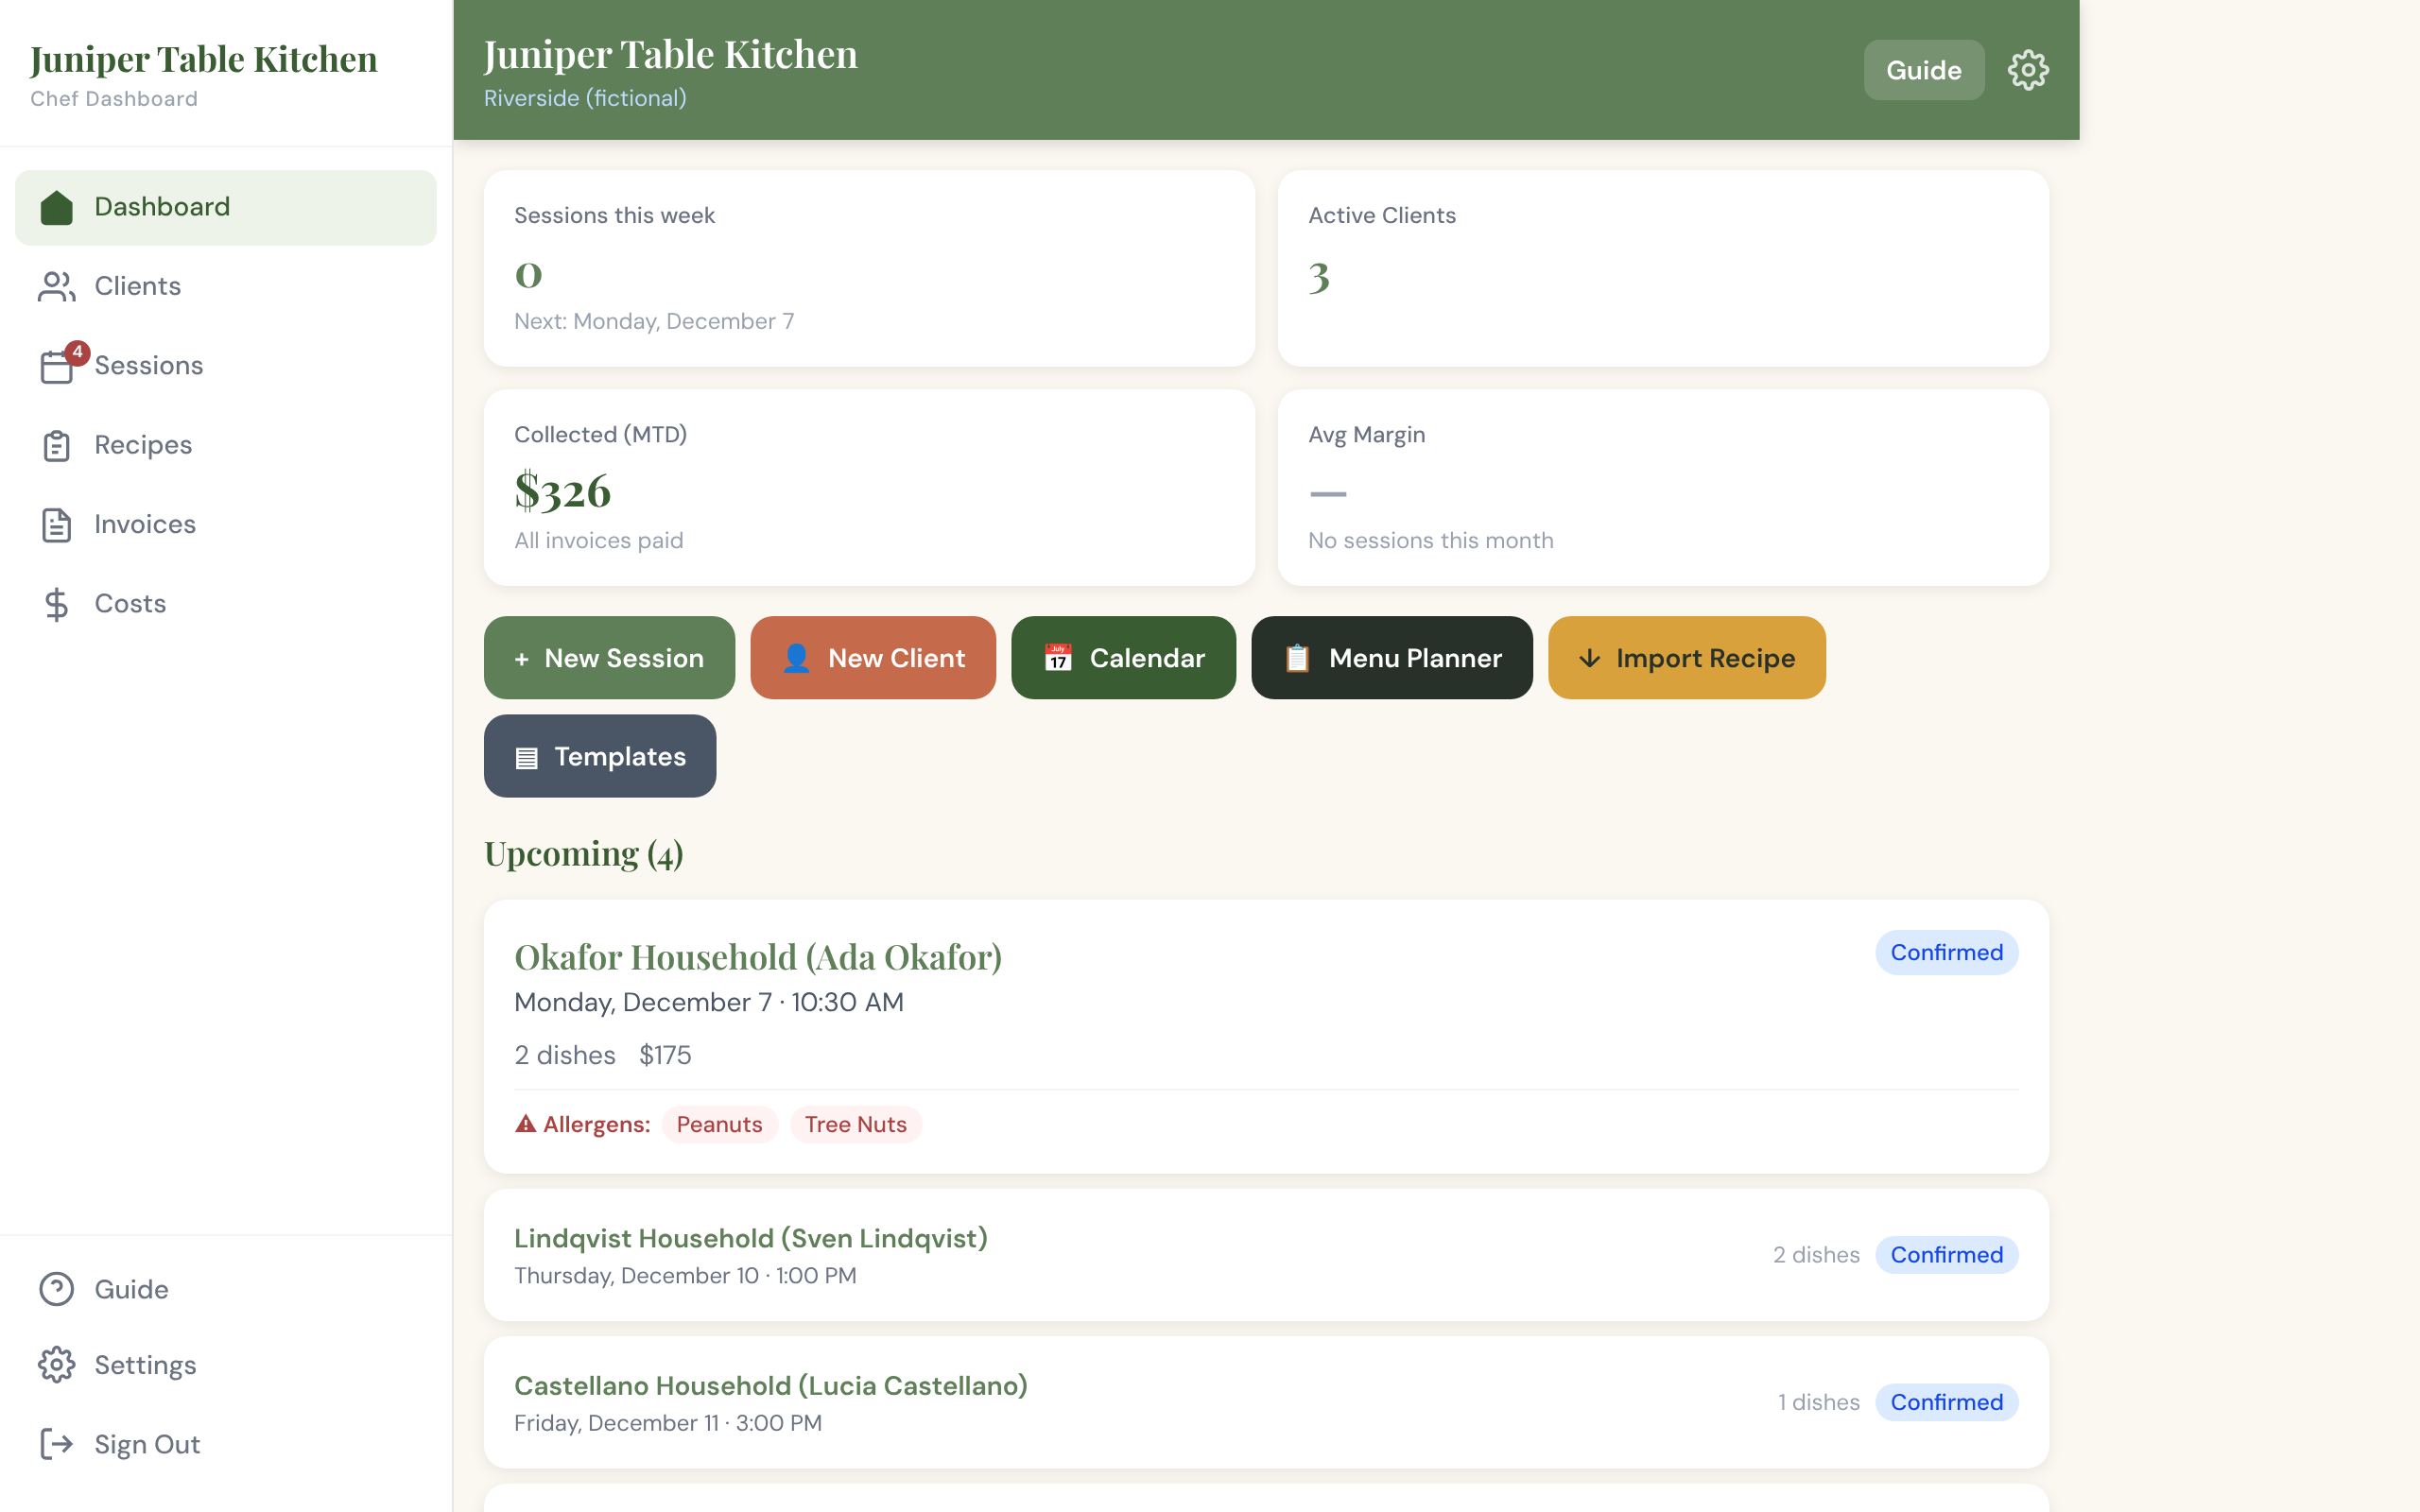 Juniper Table Kitchen
Chef Dashboard
Dashboard
Clients
4
Sessions
Recipes
Invoices
Costs
Guide
Settings
Sign Out
Juniper Table Kitchen
Riverside (fictional)
Guide
Sessions this week
0
Next: Monday, December 7
Active Clients
3
Collected (MTD)
$326
All invoices paid
Avg Margin
—
No sessions this month
+ New Session
New Client
Calendar
Menu Planner
↓ Import Recipe
Templates
Upcoming (4)
Okafor Household (Ada Okafor)
Confirmed
Monday, December 7 · 10:30 AM
2 dishes $175
⚠ Allergens: Peanuts Tree Nuts
Lindqvist Household (Sven Lindqvist)
Thursday, December 10 · 1:00 PM
2 dishes Confirmed
Castellano Household (Lucia Castellano)
Friday, December 11 · 3:00 PM
1 dishes Confirmed